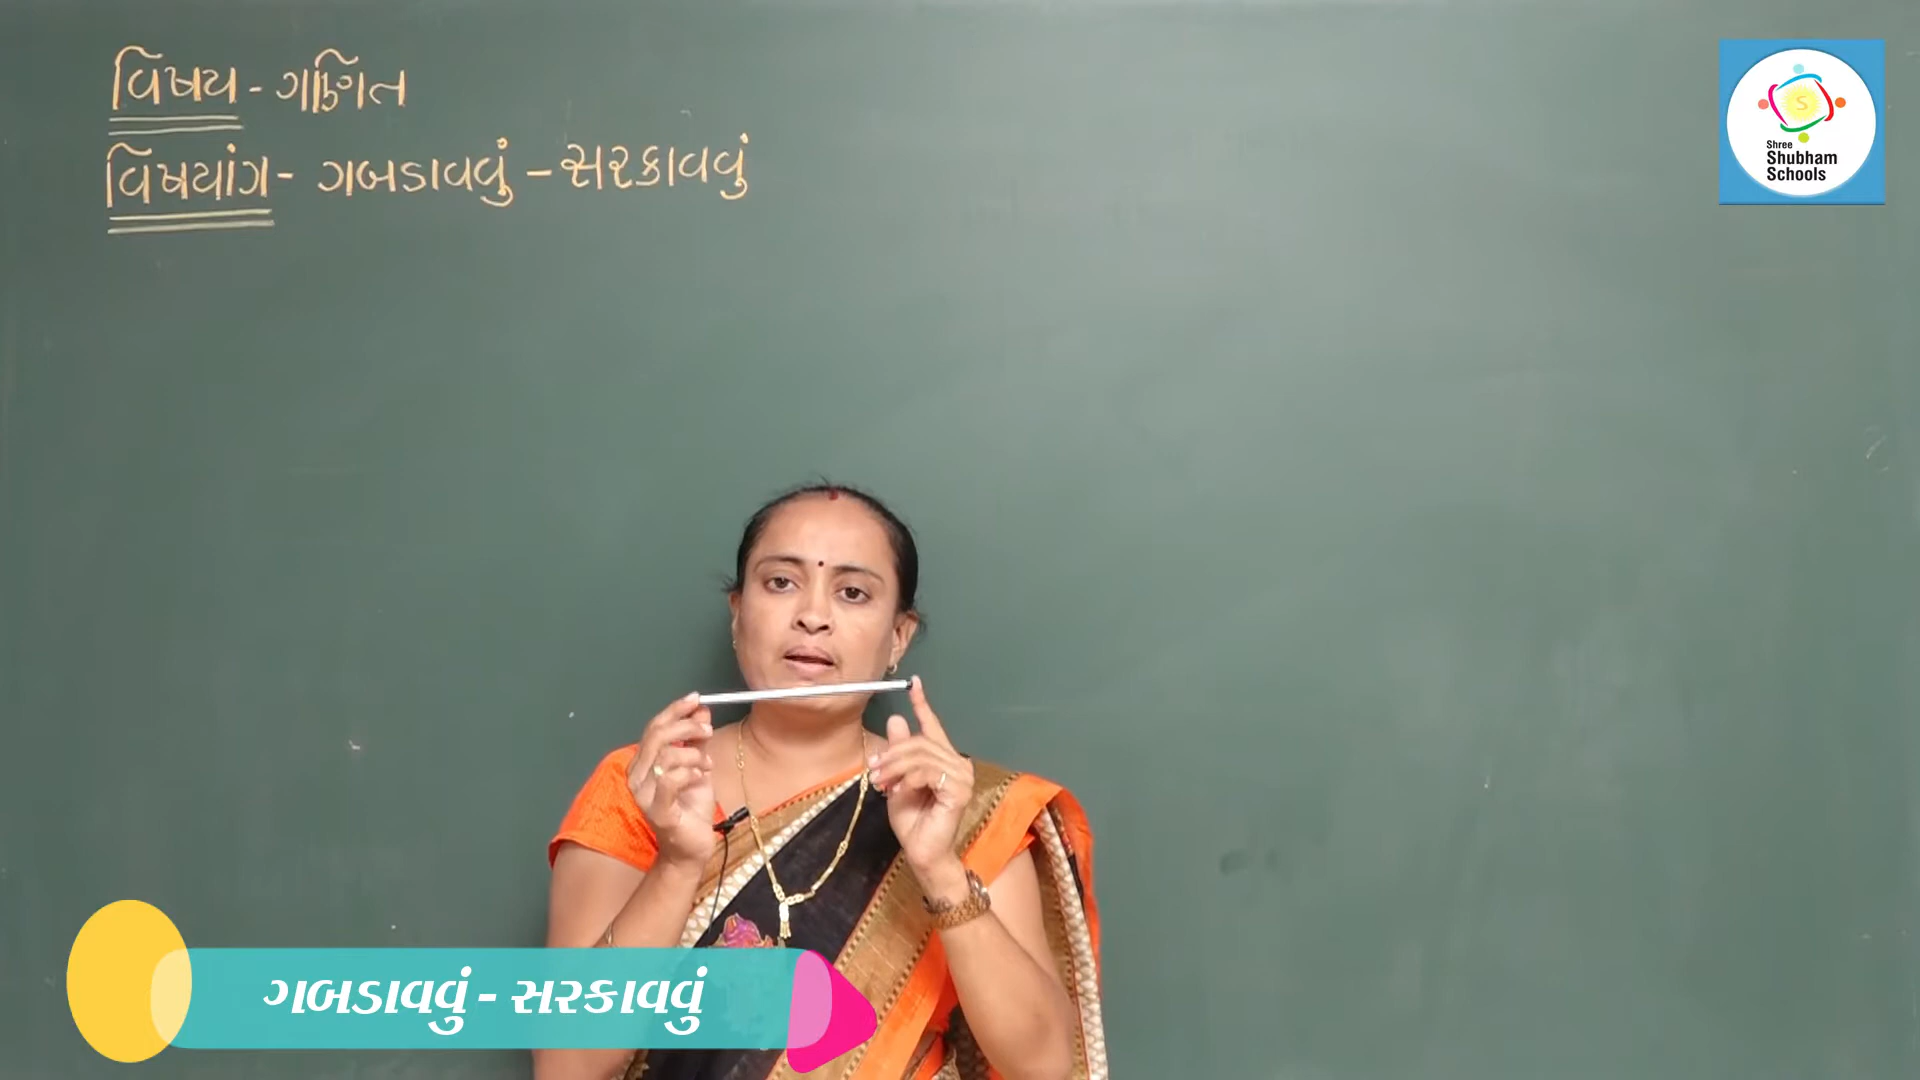 વિષય - ગણિત
વિષયાંગ - ગબડાવવું - સરકાવવું
S
Shree
Shubham
Schools
ગબડાવવું - સરકાવવું